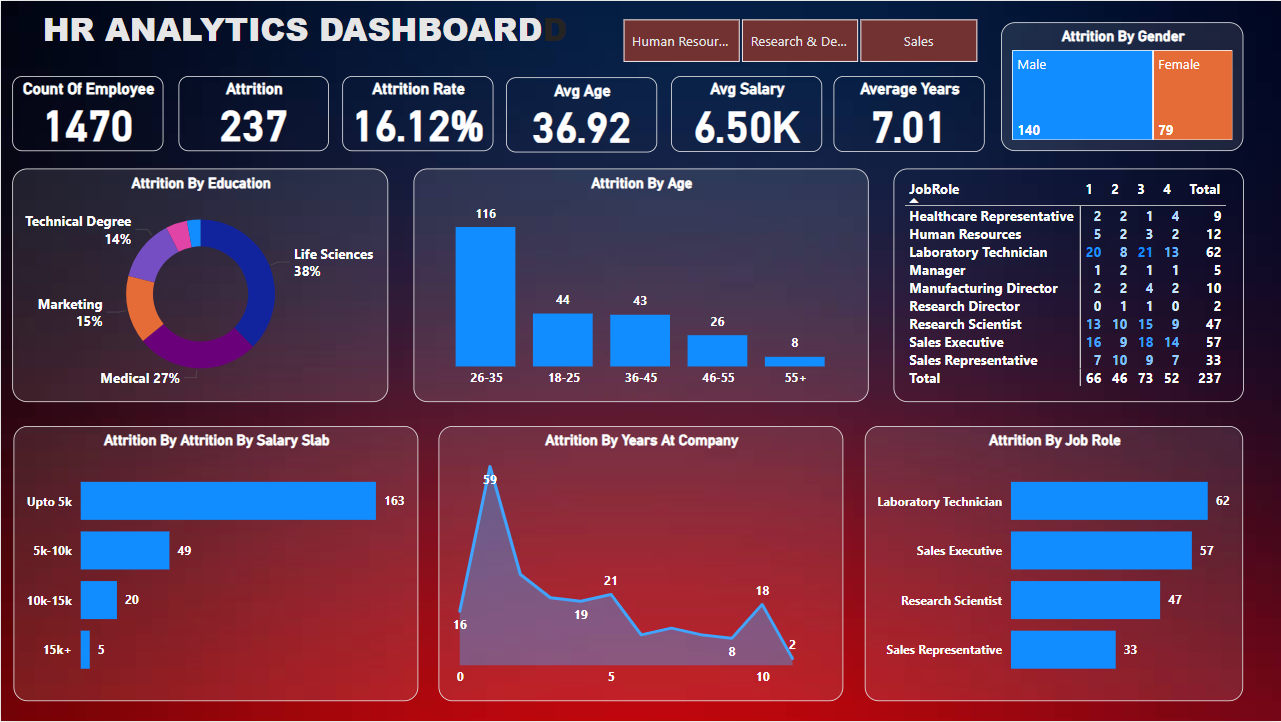 HR ANALYTICS DASHBOARD
Human Resour...
Research & De...
Sales
Attrition By Gender
Male
Female
140
79
Count Of Employee
1470
Attrition
237
Attrition Rate
16.12%
Avg Age
36.92
Avg Salary
6.50K
Average Years
7.01
Attrition By Education
Technical Degree
14%
Life Sciences
38%
Marketing
15%
Medical 27%
Attrition By Age
116
44
43
26
8
26-35
18-25
36-45
46-55
55+
JobRole 1 2 3 4 Total
Healthcare Representative 2 2 1 4 9
Human Resources 5 2 3 2 12
Laboratory Technician 20 8 21 13 62
Manager 1 2 1 1 5
Manufacturing Director 2 2 4 2 10
Research Director 0 1 1 0 2
Research Scientist 13 10 15 9 47
Sales Executive 16 9 18 14 57
Sales Representative 7 10 9 7 33
Total 66 46 73 52 237
Attrition By Attrition By Salary Slab
Upto 5k 163
5k-10k 49
10k-15k 20
15k+ 5
Attrition By Years At Company
59
16
19
21
8
18
2
0
5
10
Attrition By Job Role
Laboratory Technician 62
Sales Executive 57
Research Scientist 47
Sales Representative 33